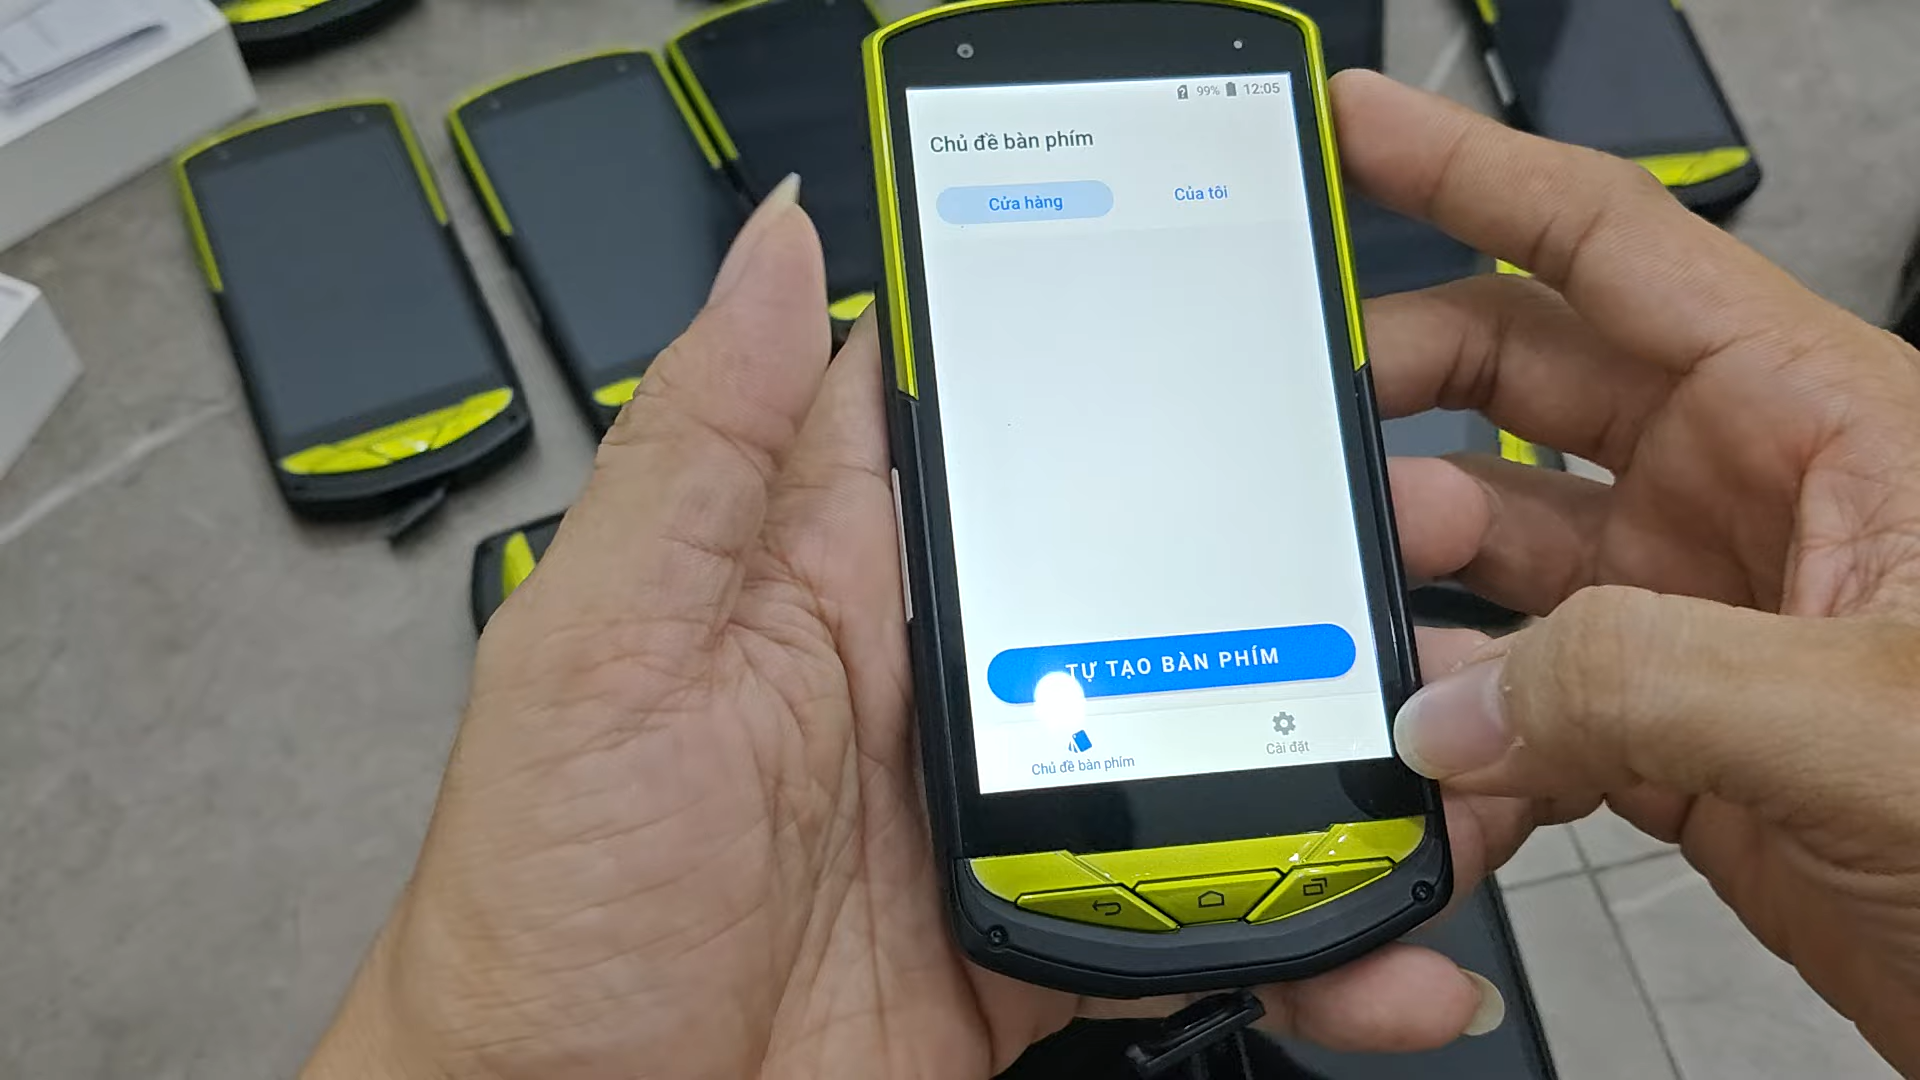 99% 12:05
Chủ đề bàn phím
Cửa hàng
Của tôi
TỰ TẠO BÀN PHÍM
Chủ đề bàn phím
Cài đặt